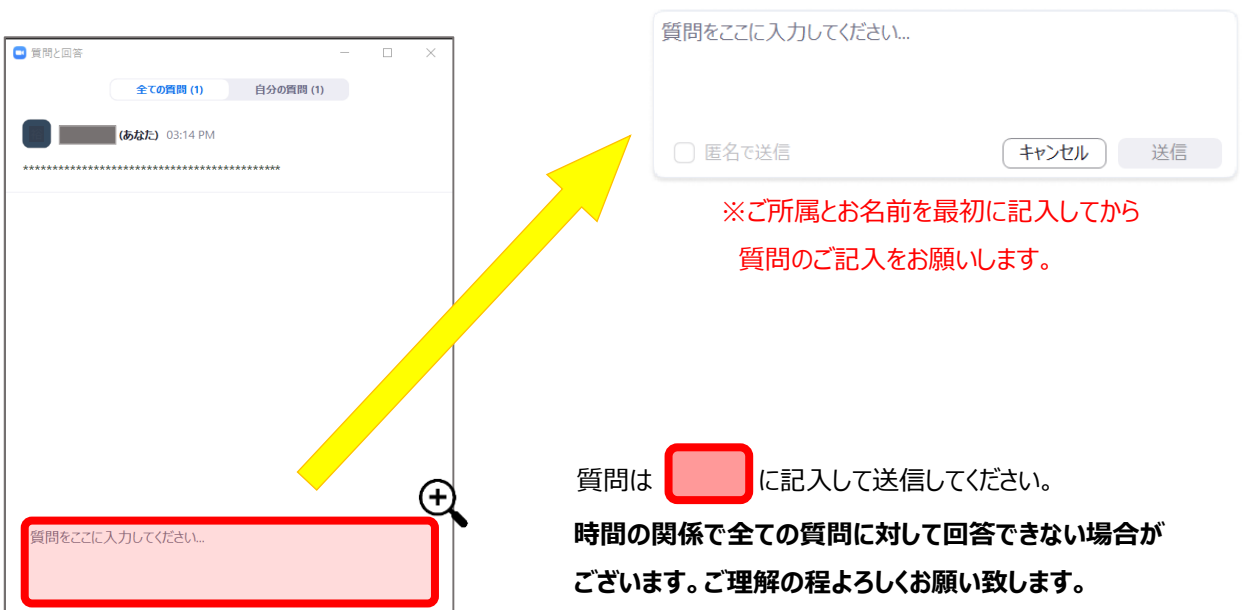 質問と回答
全ての質問 (1)
自分の質問 (1)
(あなた) 03:14 PM
********************************************
質問をここに入力してください...
質問をここに入力してください...
匿名で送信
キャンセル
送信
※ご所属とお名前を最初に記入してから
質問のご記入をお願いします。
質問は に記入して送信してください。
時間の関係で全ての質問に対して回答できない場合が
ございます。ご理解の程よろしくお願い致します。